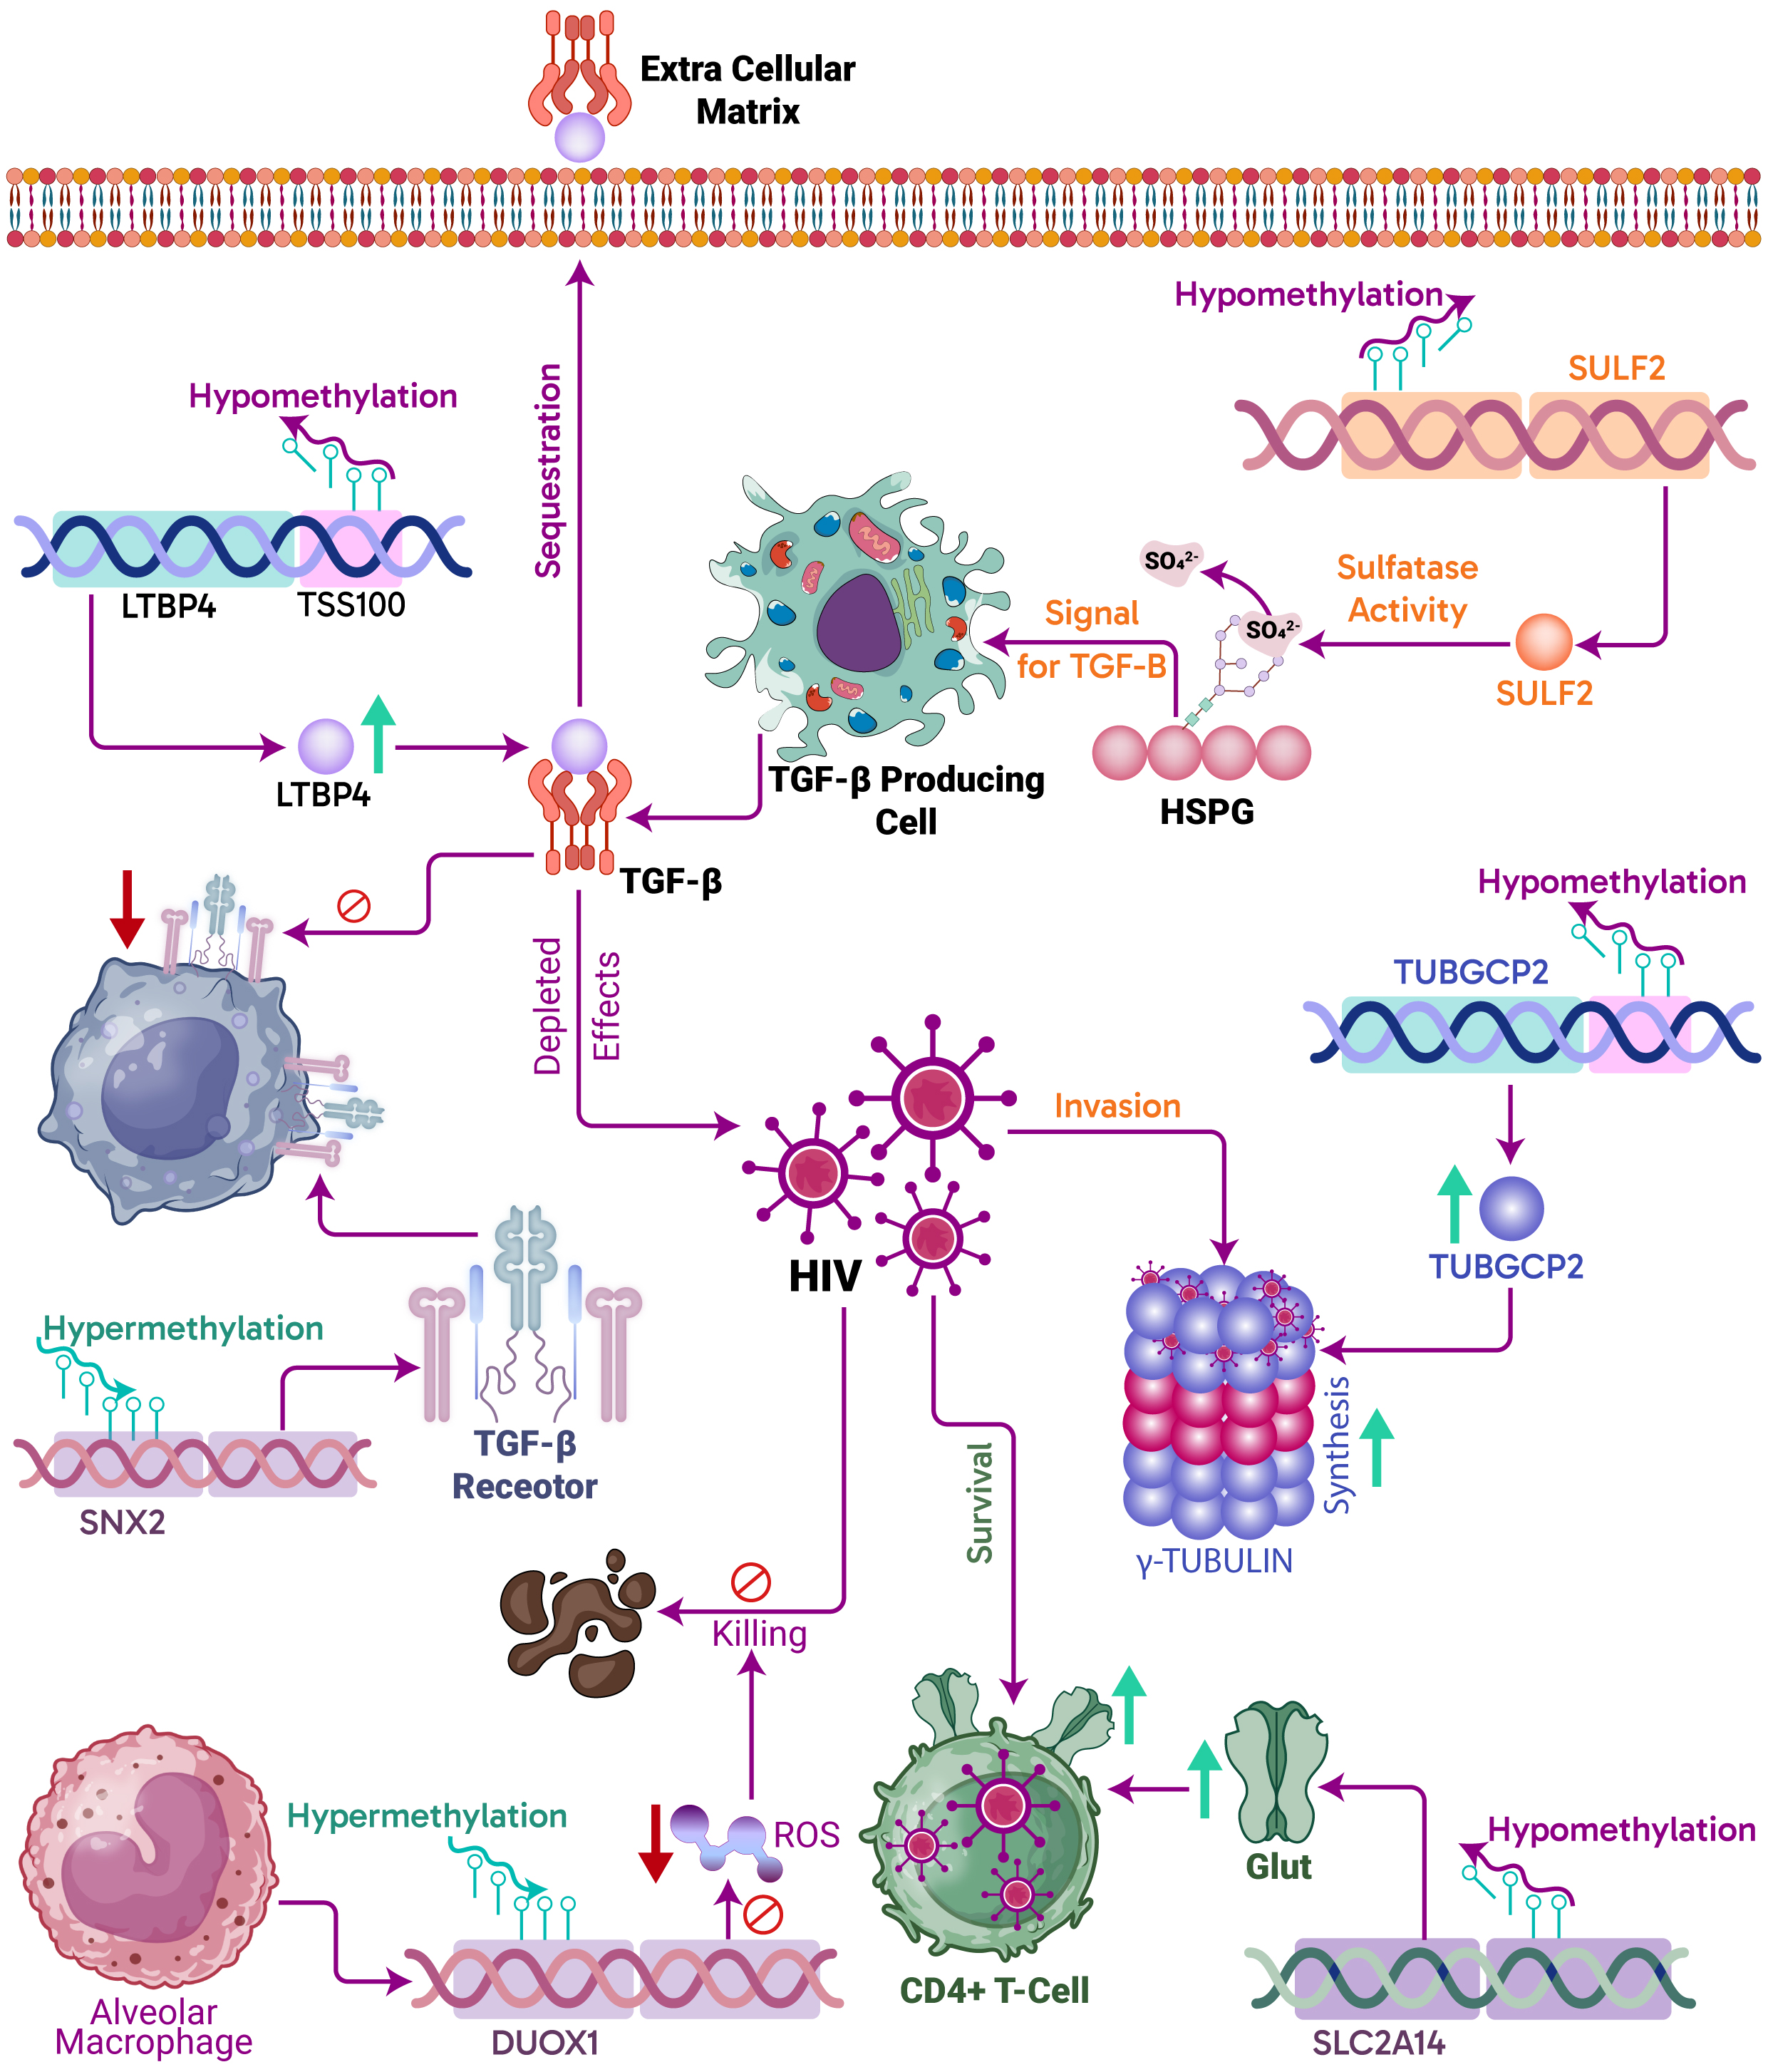 Extra Cellular
Matrix
Hypomethylation
SULF2
Hypomethylation
Sequestration
LTBP4
TSS100
SO₄²⁻
Sulfatase
Activity
SO₄²⁻
Signal
for TGF-B
SULF2
LTBP4
TGF-β Producing
Cell
HSPG
TGF-β
Hypomethylation
TUBGCP2
Depleted
Effects
Invasion
TUBGCP2
HIV
Hypermethylation
SNX2
TGF-β
Receotor
Synthesis
γ-TUBULIN
Survival
Killing
Hypermethylation
ROS
Glut
Hypomethylation
CD4+ T-Cell
Alveolar
Macrophage
DUOX1
SLC2A14